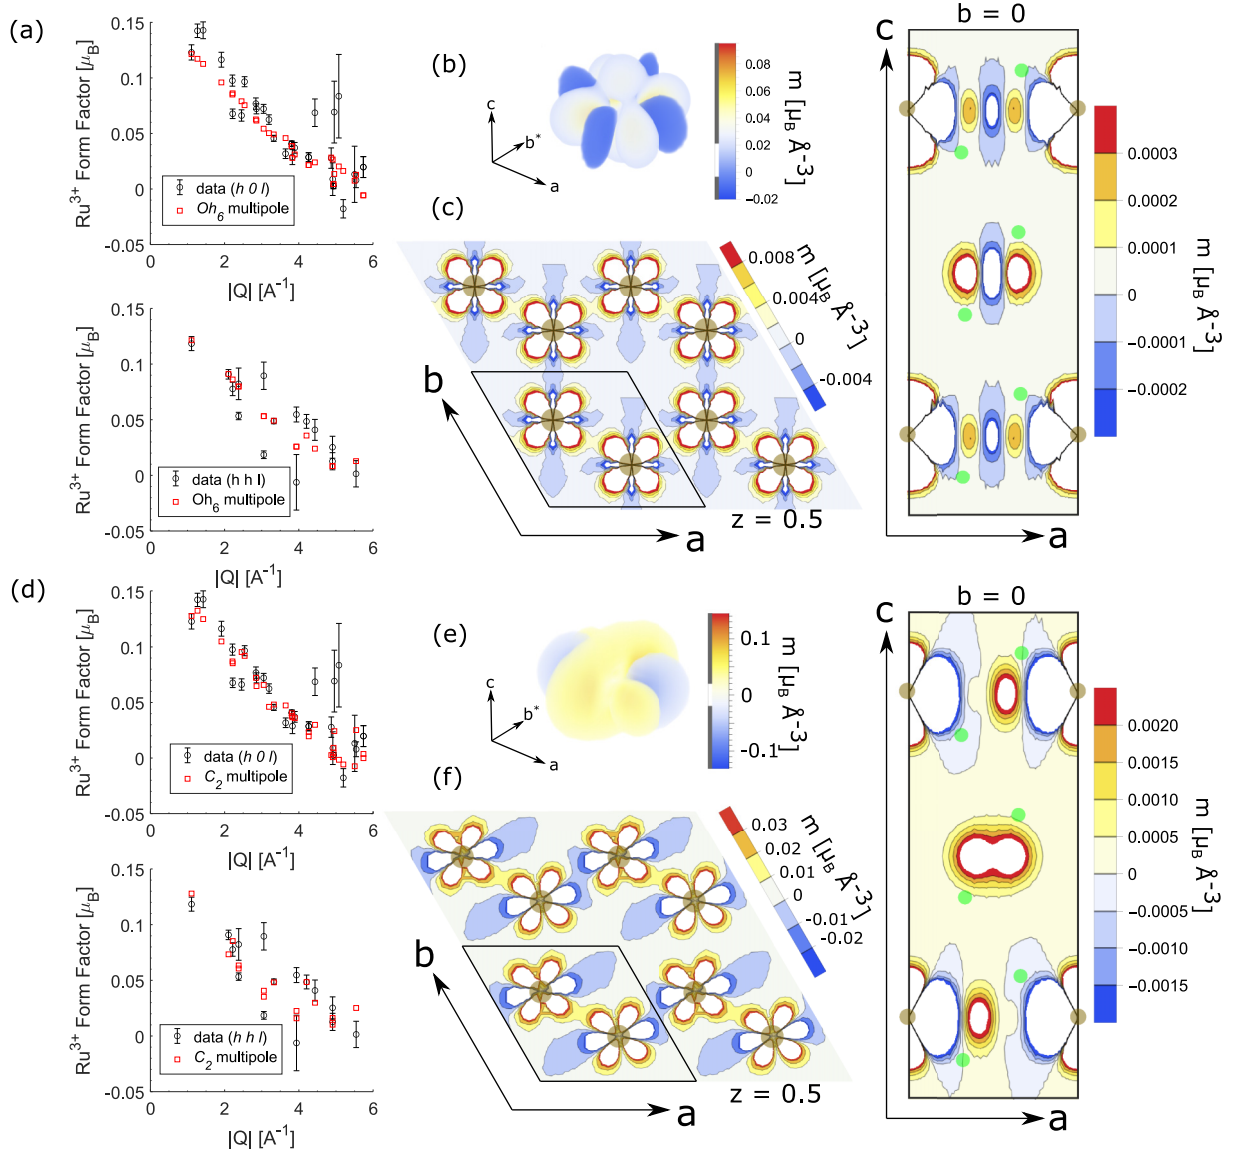 (a)
0.15
0.1
0.05
0
-0.05
Ru3+ Form Factor [μB]
data (h 0 l)
Oh6 multipole
0 2 4 6
|Q| [A-1]
0.15
0.1
0.05
0
-0.05
Ru3+ Form Factor [μB]
data (h h l)
Oh6 multipole
0 2 4 6
|Q| [A-1]
(b)
c
b*
a
0.08
0.06
0.04
0.02
0
-0.02
m [μB Å-3]
(c)
b
a
z = 0.5
0.008
0.004
0
-0.004
m [μB Å-3]
b = 0
c
a
0.0003
0.0002
0.0001
0
−0.0001
−0.0002
m [μB Å-3]
(d)
0.15
0.1
0.05
0
-0.05
Ru3+ Form Factor [μB]
data (h 0 l)
C2 multipole
0 2 4 6
|Q| [A-1]
0.15
0.1
0.05
0
-0.05
Ru3+ Form Factor [μB]
data (h h l)
C2 multipole
0 2 4 6
|Q| [A-1]
(e)
c
b*
a
0.1
0
-0.1
m [μB Å-3]
(f)
b
a
z = 0.5
0.03
0.02
0.01
0
-0.01
-0.02
m [μB Å-3]
b = 0
c
a
0.0020
0.0015
0.0010
0.0005
0
−0.0005
−0.0010
−0.0015
m [μB Å-3]